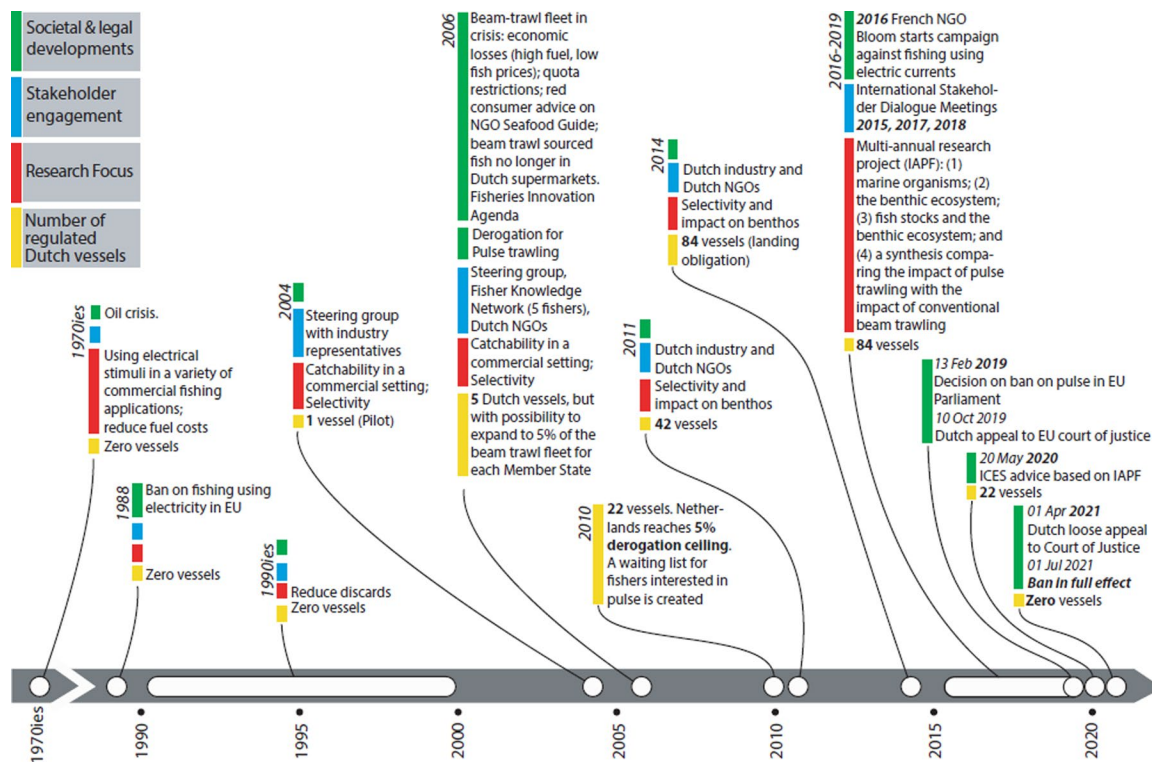 Societal & legal
developments
Stakeholder
engagement
Research Focus
Number of
regulated
Dutch vessels
1970ies
Oil crisis.
Using electrical
stimuli in a variety of
commercial fishing
applications;
reduce fuel costs
Zero vessels
1988
Ban on fishing using
electricity in EU
Zero vessels
1990ies
Reduce discards
Zero vessels
2004
Steering group
with industry
representatives
Catchability in a
commercial setting;
Selectivity
1 vessel (Pilot)
2006
Beam-trawl fleet in
crisis: economic
losses (high fuel, low
fish prices); quota
restrictions; red
consumer advice on
NGO Seafood Guide;
beam trawl sourced
fish no longer in
Dutch supermarkets.
Fisheries Innovation
Agenda
Derogation for
Pulse trawling
Steering group,
Fisher Knowledge
Network (5 fishers),
Dutch NGOs
Catchability in a
commercial setting;
Selectivity
5 Dutch vessels, but
with possibility to
expand to 5% of the
beam trawl fleet for
each Member State
2010
22 vessels. Nether-
lands reaches 5%
derogation ceiling.
A waiting list for
fishers interested in
pulse is created
2011
Dutch industry and
Dutch NGOs
Selectivity and
impact on benthos
42 vessels
2014
Dutch industry and
Dutch NGOs
Selectivity and
impact on benthos
84 vessels (landing
obligation)
2016-2019
2016 French NGO
Bloom starts campaign
against fishing using
electric currents
International Stakehol-
der Dialogue Meetings
2015, 2017, 2018
Multi-annual research
project (IAPF): (1)
marine organisms; (2)
the benthic ecosystem;
(3) fish stocks and the
benthic ecosystem; and
(4) a synthesis compa-
ring the impact of pulse
trawling with the
impact of conventional
beam trawling
84 vessels
13 Feb 2019
Decision on ban on pulse in EU
Parliament
10 Oct 2019
Dutch appeal to EU court of justice
20 May 2020
ICES advice based on IAPF
22 vessels
01 Apr 2021
Dutch loose appeal
to Court of Justice
01 Jul 2021
Ban in full effect
Zero vessels
1970ies
1990
1995
2000
2005
2010
2015
2020